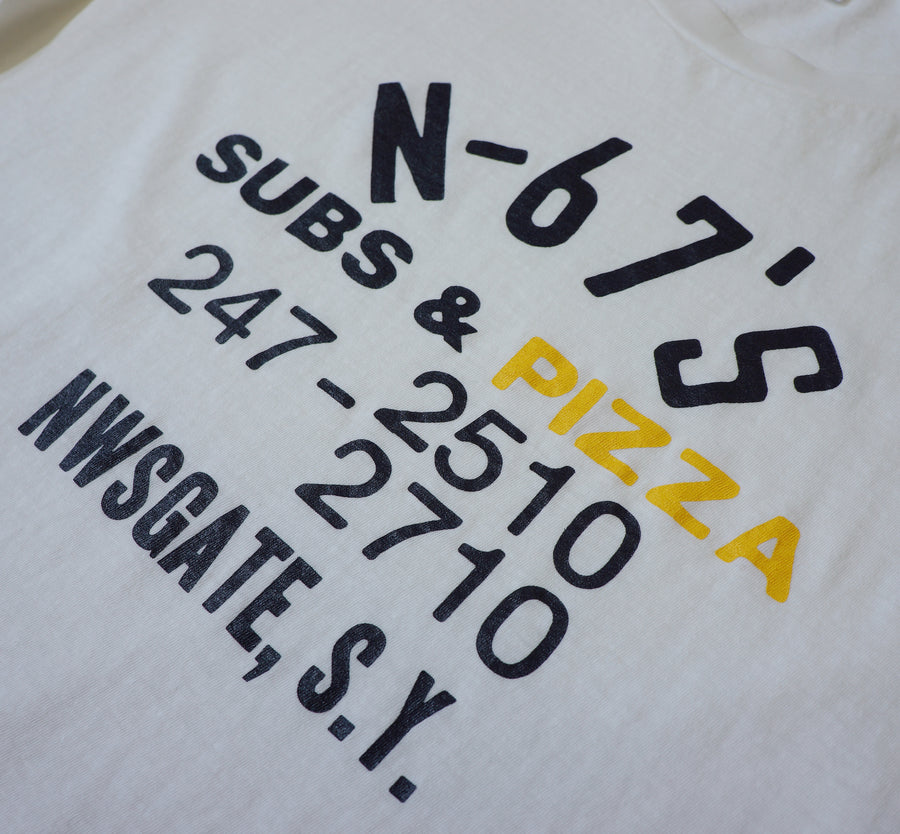 N-67'S
SUBS & PIZZA
247-2510
2710
NWSGATE, S.Y.